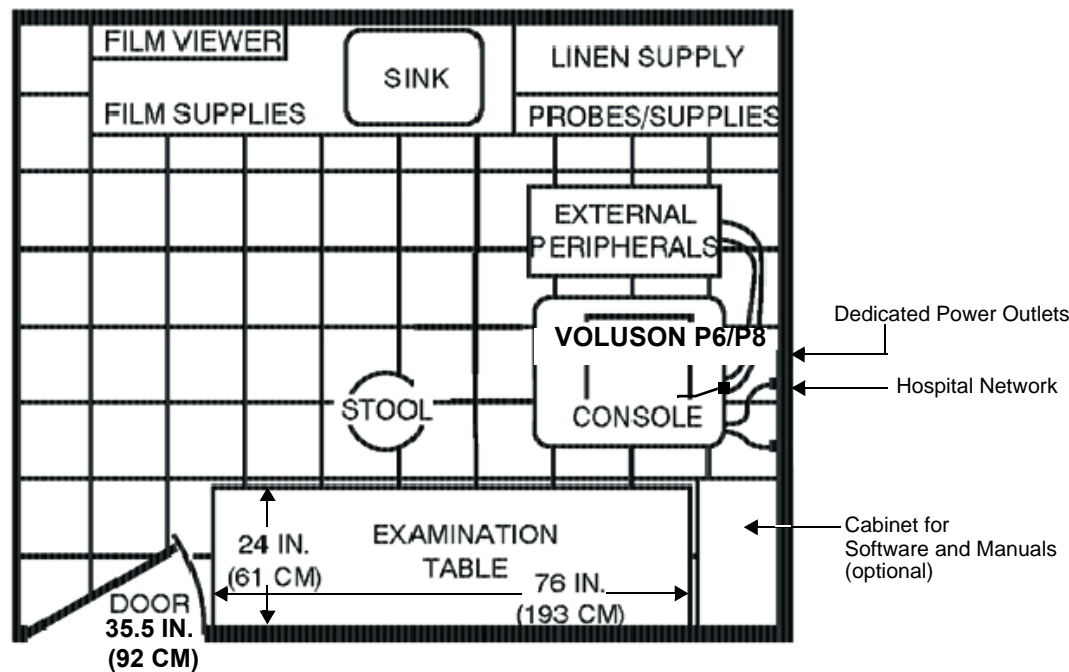 FILM VIEWER
SINK
LINEN SUPPLY
FILM SUPPLIES
PROBES/SUPPLIES
EXTERNAL
PERIPHERALS
Dedicated Power Outlets
VOLUSON P6/P8
Hospital Network
STOOL
CONSOLE
Cabinet for
Software and Manuals
(optional)
EXAMINATION
TABLE
24 IN.
(61 CM)
76 IN.
(193 CM)
DOOR
35.5 IN.
(92 CM)